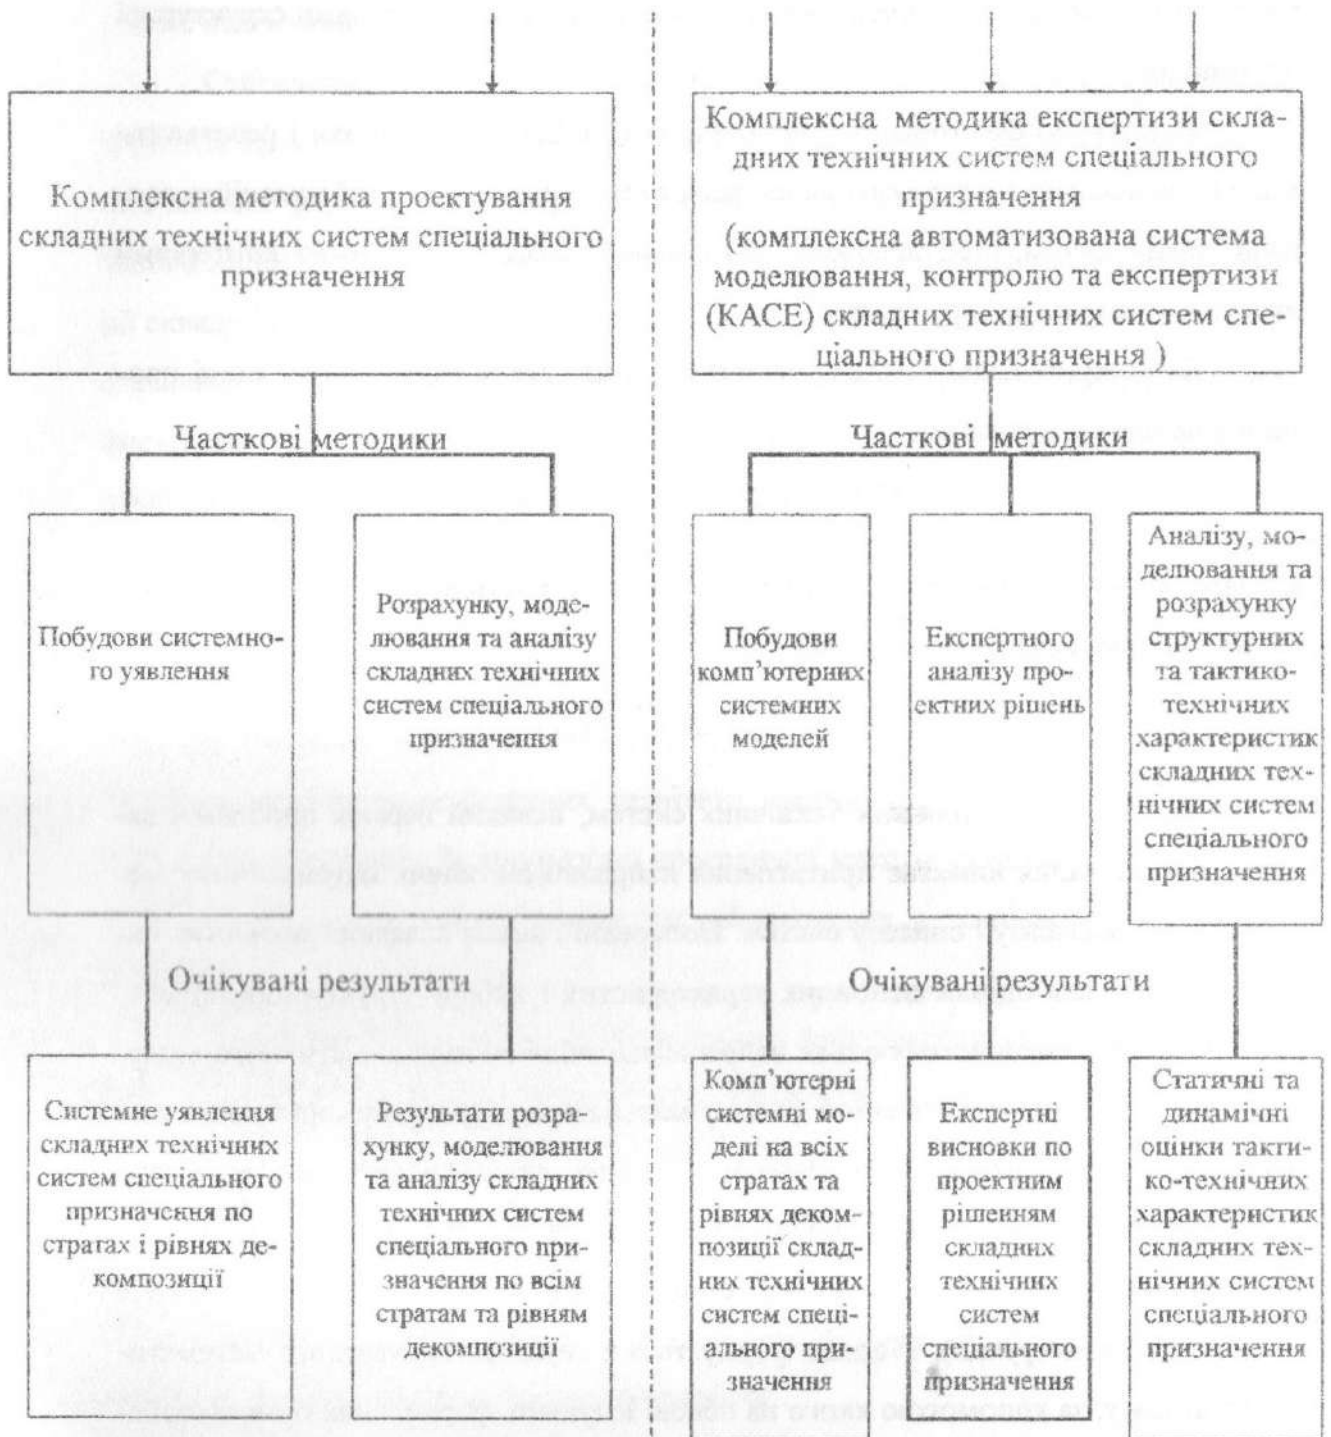 Комплексна методика проектування
складних технічних систем спеціального
призначення
Комплексна методика експертизи скла-
дних технічних систем спеціального
призначення
(комплексна автоматизована система
моделювання, контролю та експертизи
(КАСЕ) складних технічних систем спе-
ціального призначення )
Часткові методики
Часткові методики
Побудови системно-
го уявлення
Розрахунку, моде-
лювання та аналізу
складних технічних
систем спеціального
призначення
Побудови
комп’ютерних
системних
моделей
Експертного
аналізу про-
ектних рішень
Аналізу, мо-
делювання та
розрахунку
структурних
та тактико-
технічних
характеристик
складних тех-
нічних систем
спеціального
призначення
Очікувані результати
Очікувані результати
Системне уявлення
складних технічних
систем спеціального
призначення по
стратах і рівнях де-
композиції
Результати розра-
хунку, моделювання
та аналізу складних
технічних систем
спеціального при-
значення по всім
стратам та рівням
декомпозиції
Комп’ютерні
системні мо-
делі на всіх
стратах та
рівнях деком-
позиції склад-
них технічних
систем спеці-
ального при-
значення
Експертні
висновки по
проектним
рішенням
складних
технічних
систем
спеціального
призначення
Статичні та
динамічні
оцінки такти-
ко-технічних
характеристик
складних тех-
нічних систем
спеціального
призначення